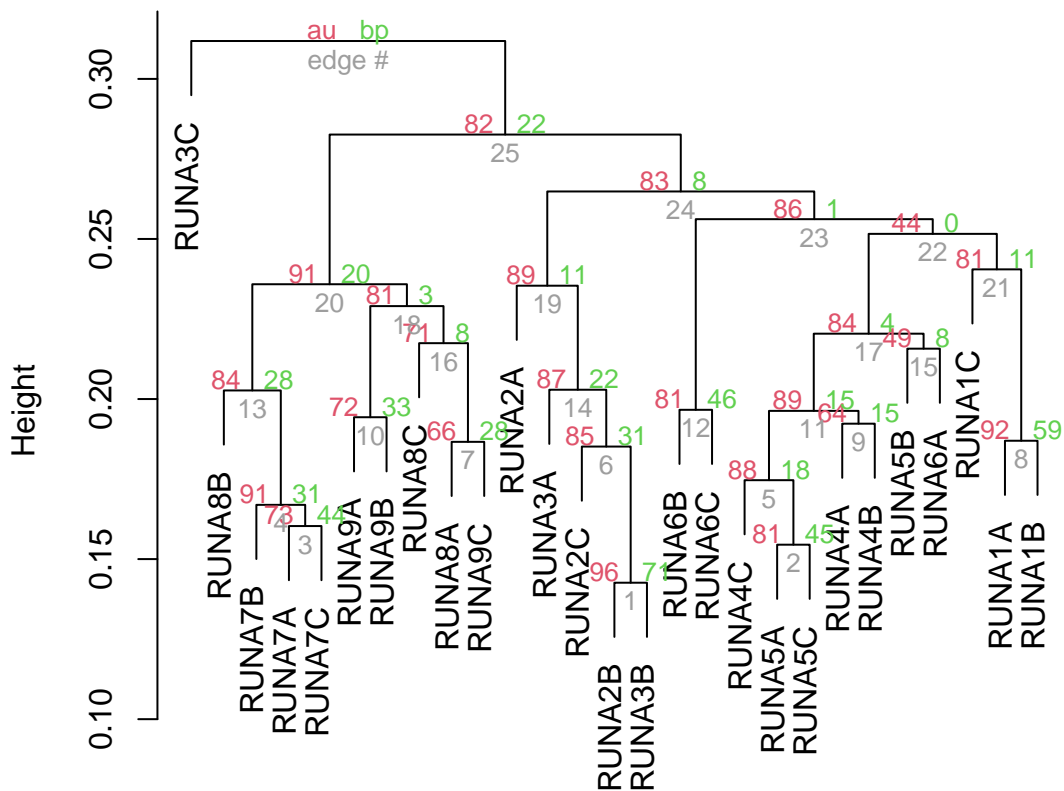 au bp
edge #
Height
0.30
0.25
0.20
0.15
0.10
82 22
25
83 8
24
86 1
23
44 0
22
81 11
21
91 20
20
89 11
19
81 3
18
84 4
17
71 8
16
49 8
15
87 22
14
84 28
13
81 46
12
89 15
11
72 33
10
64 15
9
92 59
8
66 28
7
85 31
6
88 18
5
91 31
4
73 44
3
81 45
2
96 71
1
RUNA3C
RUNA8B
RUNA7B
RUNA7A
RUNA7C
RUNA9A
RUNA9B
RUNA8C
RUNA8A
RUNA9C
RUNA2A
RUNA3A
RUNA2C
RUNA2B
RUNA3B
RUNA6B
RUNA6C
RUNA4C
RUNA5A
RUNA5C
RUNA4A
RUNA4B
RUNA5B
RUNA6A
RUNA1C
RUNA1A
RUNA1B